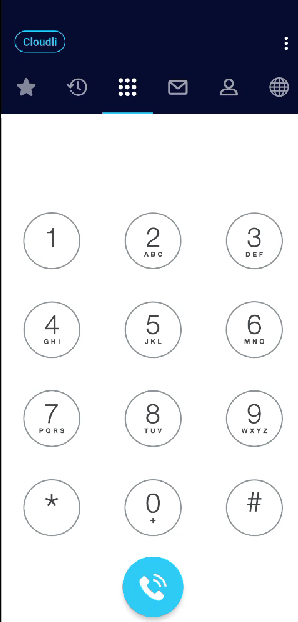 Cloudli
1 2 3
ABC DEF
4 5 6
GHI JKL MNO
7 8 9
PQRS TUV WXYZ
* 0 #
+